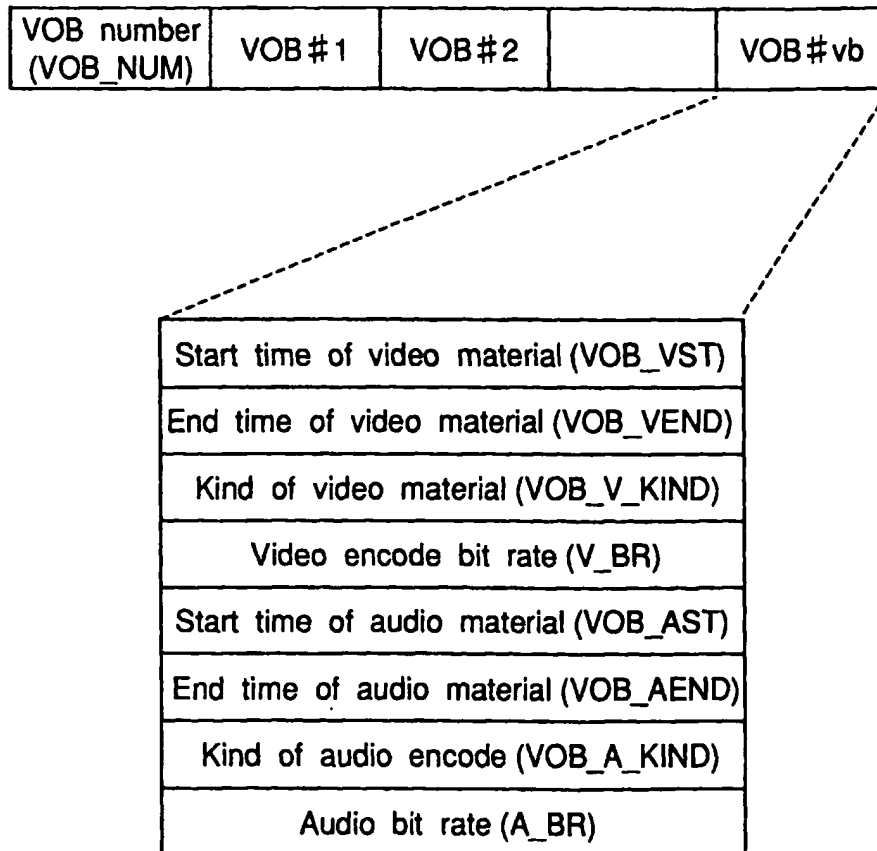 VOB number
(VOB_NUM)
VOB#1
VOB#2
VOB#vb
Start time of video material (VOB_VST)
End time of video material (VOB_VEND)
Kind of video material (VOB_V_KIND)
Video encode bit rate (V_BR)
Start time of audio material (VOB_AST)
End time of audio material (VOB_AEND)
Kind of audio encode (VOB_A_KIND)
Audio bit rate (A_BR)